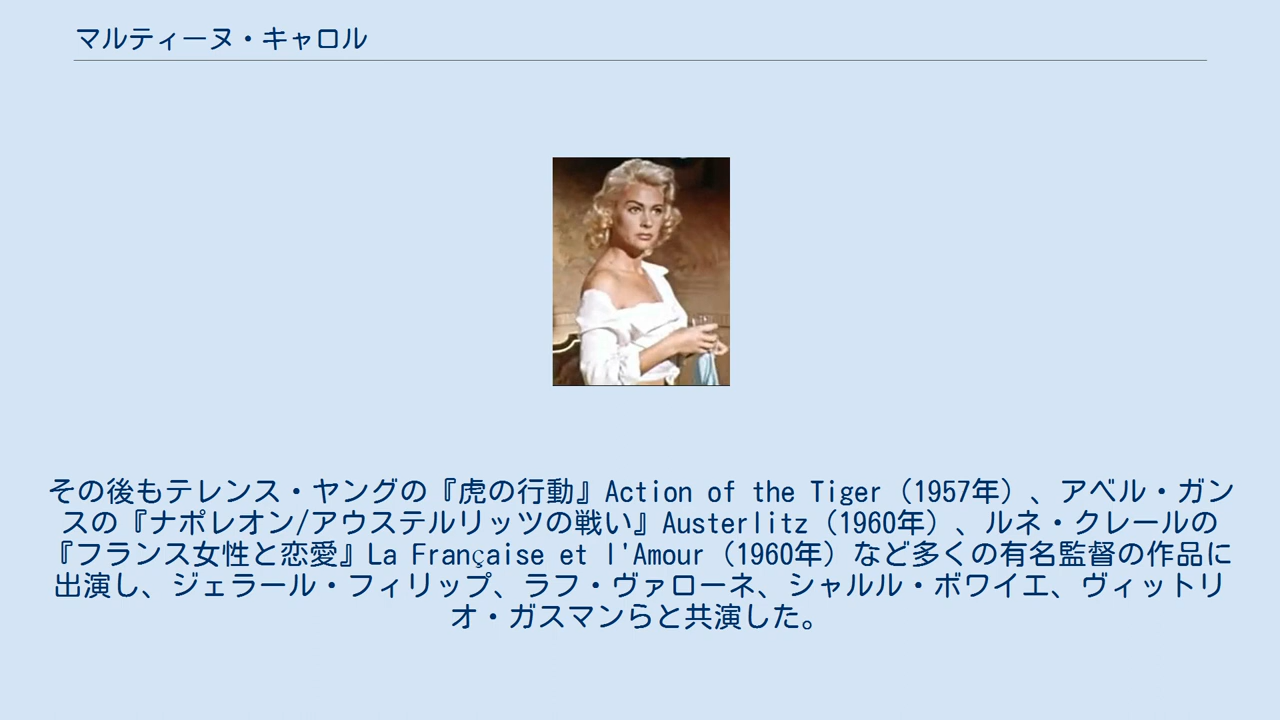 マルティーヌ・キャロル
その後もテレンス・ヤングの『虎の行動』Action of the Tiger（1957年）、アベル・ガン
スの『ナポレオン/アウステルリッツの戦い』Austerlitz（1960年）、ルネ・クレールの
『フランス女性と恋愛』La Française et l'Amour（1960年）など多くの有名監督の作品に
出演し、ジェラール・フィリップ、ラフ・ヴァローネ、シャルル・ボワイエ、ヴィットリ
オ・ガスマンらと共演した。